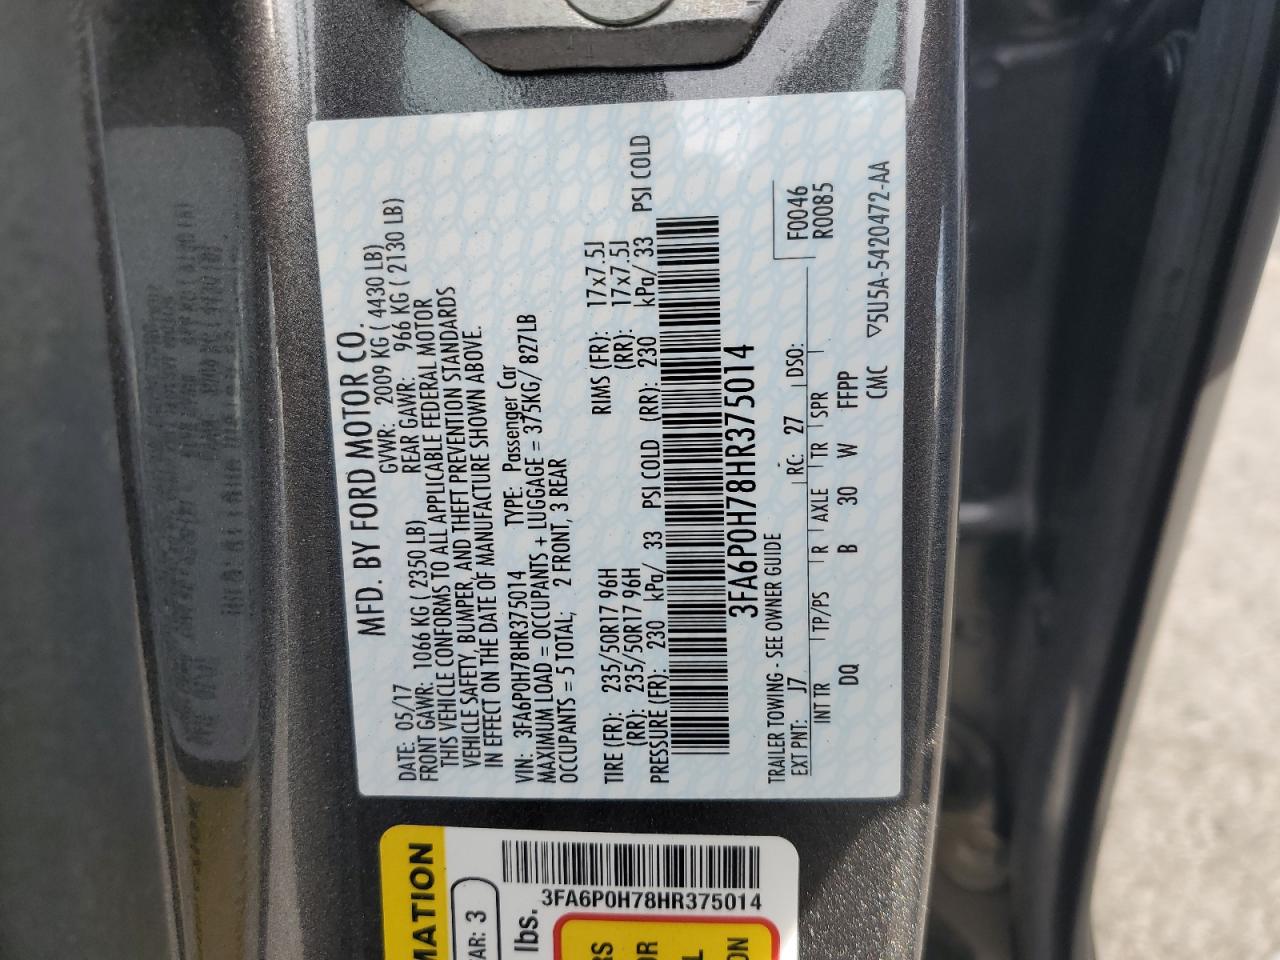 MFD. BY FORD MOTOR CO.
DATE: 05/17 GVWR: 2009 KG ( 4430 LB)
FRONT GAWR: 1066 KG ( 2350 LB) REAR GAWR: 966 KG ( 2130 LB)
THIS VEHICLE CONFORMS TO ALL APPLICABLE FEDERAL MOTOR
VEHICLE SAFETY, BUMPER, AND THEFT PREVENTION STANDARDS
IN EFFECT ON THE DATE OF MANUFACTURE SHOWN ABOVE.
VIN: 3FA6P0H78HR375014 TYPE: Passenger Car
MAXIMUM LOAD = OCCUPANTS + LUGGAGE = 375KG/ 827LB
OCCUPANTS = 5 TOTAL; 2 FRONT, 3 REAR
TIRE (FR): 235/50R17 96H RIMS (FR): 17x7.5J
(RR): 235/50R17 96H (RR): 17x7.5J
PRESSURE (FR): 230 kPa/ 33 PSI COLD (RR): 230 kPa/ 33 PSI COLD
3FA6P0H78HR375014
TRAILER TOWING - SEE OWNER GUIDE F0046
EXT PNT: J7 RC: 27 DSO: R0085
INT TR TP/PS R AXLE TR SPR
DQ B 30 W FFPP
CMC ▽5U5A-5420472-AA
MATION
AR: 3
lbs.
3FA6P0H78HR375014
RS
OR
L
ON